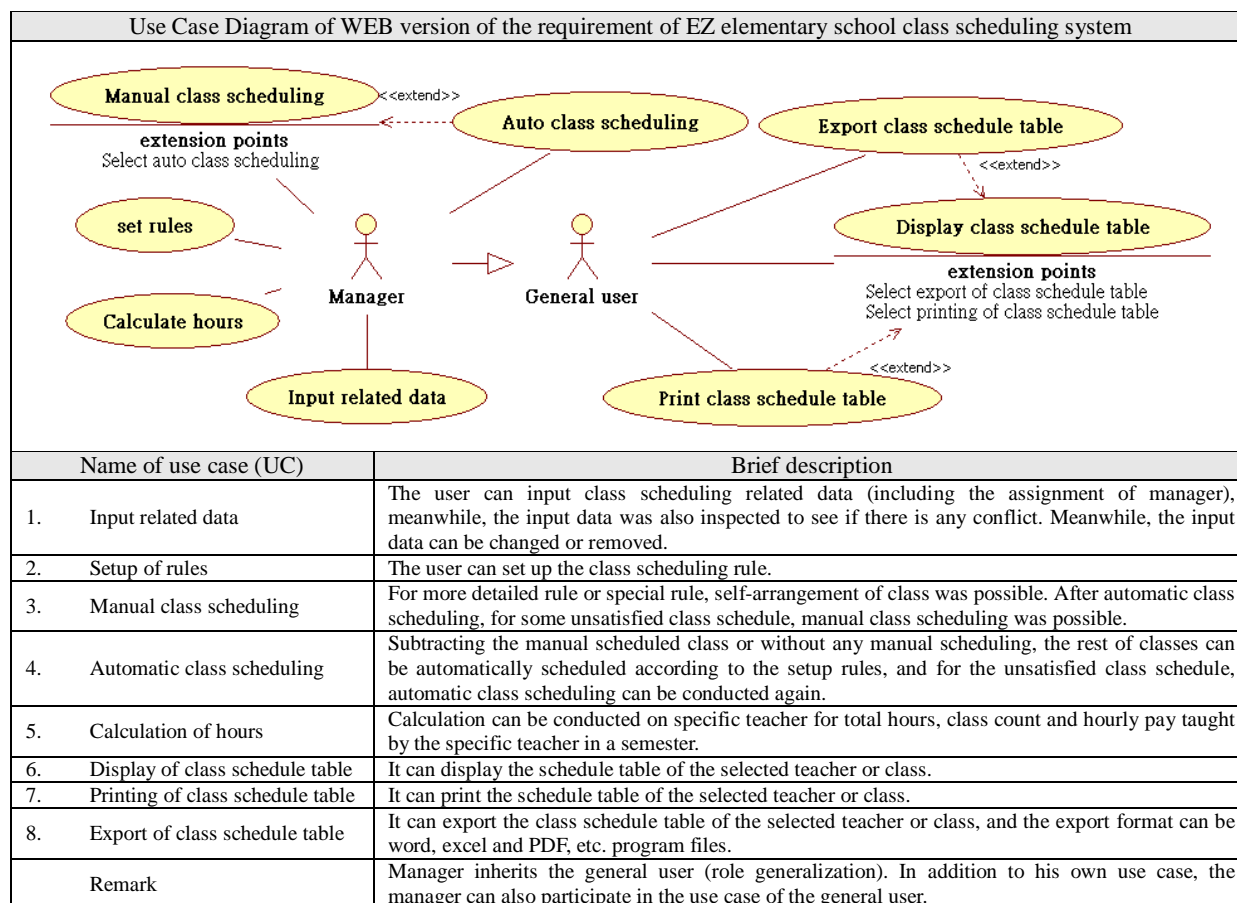 Use Case Diagram of WEB version of the requirement of EZ elementary school class scheduling system
Manual class scheduling
<<extend>>
extension points
Select auto class scheduling
Auto class scheduling
Export class schedule table
<<extend>>
set rules
Display class schedule table
extension points
Select export of class schedule table
Select printing of class schedule table
Manager
General user
Calculate hours
<<extend>>
Input related data
Print class schedule table
Name of use case (UC)
Brief description
1. Input related data
The user can input class scheduling related data (including the assignment of manager),
meanwhile, the input data was also inspected to see if there is any conflict. Meanwhile, the input
data can be changed or removed.
2. Setup of rules
The user can set up the class scheduling rule.
3. Manual class scheduling
For more detailed rule or special rule, self-arrangement of class was possible. After automatic class
scheduling, for some unsatisfied class schedule, manual class scheduling was possible.
4. Automatic class scheduling
Subtracting the manual scheduled class or without any manual scheduling, the rest of classes can
be automatically scheduled according to the setup rules, and for the unsatisfied class schedule,
automatic class scheduling can be conducted again.
5. Calculation of hours
Calculation can be conducted on specific teacher for total hours, class count and hourly pay taught
by the specific teacher in a semester.
6. Display of class schedule table
It can display the schedule table of the selected teacher or class.
7. Printing of class schedule table
It can print the schedule table of the selected teacher or class.
8. Export of class schedule table
It can export the class schedule table of the selected teacher or class, and the export format can be
word, excel and PDF, etc. program files.
Remark
Manager inherits the general user (role generalization). In addition to his own use case, the
manager can also participate in the use case of the general user.